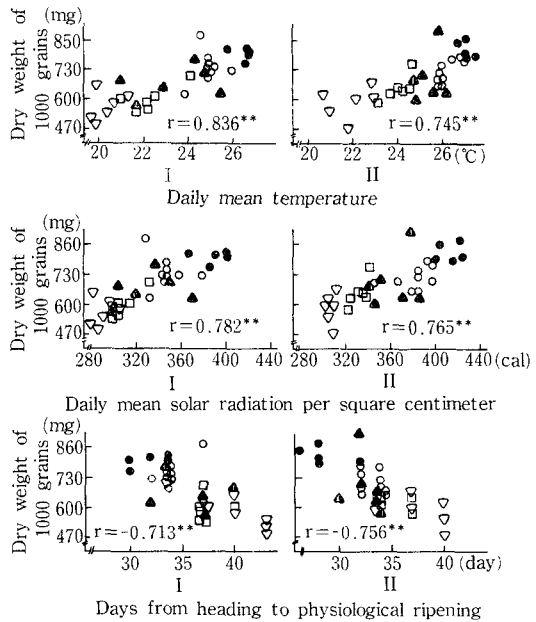 (mg)
Dry weight of
1000 grains
850
730
600
470
r=0.836**
r=0.745**
20 22 24 26
20 22 24 26(℃)
I II
Daily mean temperature
(mg)
Dry weight of
1000 grains
860
730
600
470
r=0.782**
r=0.765**
280 320 360 400 440
280 320 360 400 440(cal)
I II
Daily mean solar radiation per square centimeter
(mg)
Dry weight of
1000 grains
860
730
600
470
r=-0.713**
r=-0.756**
30 35 40
30 35 40(day)
I II
Days from heading to physiological ripening